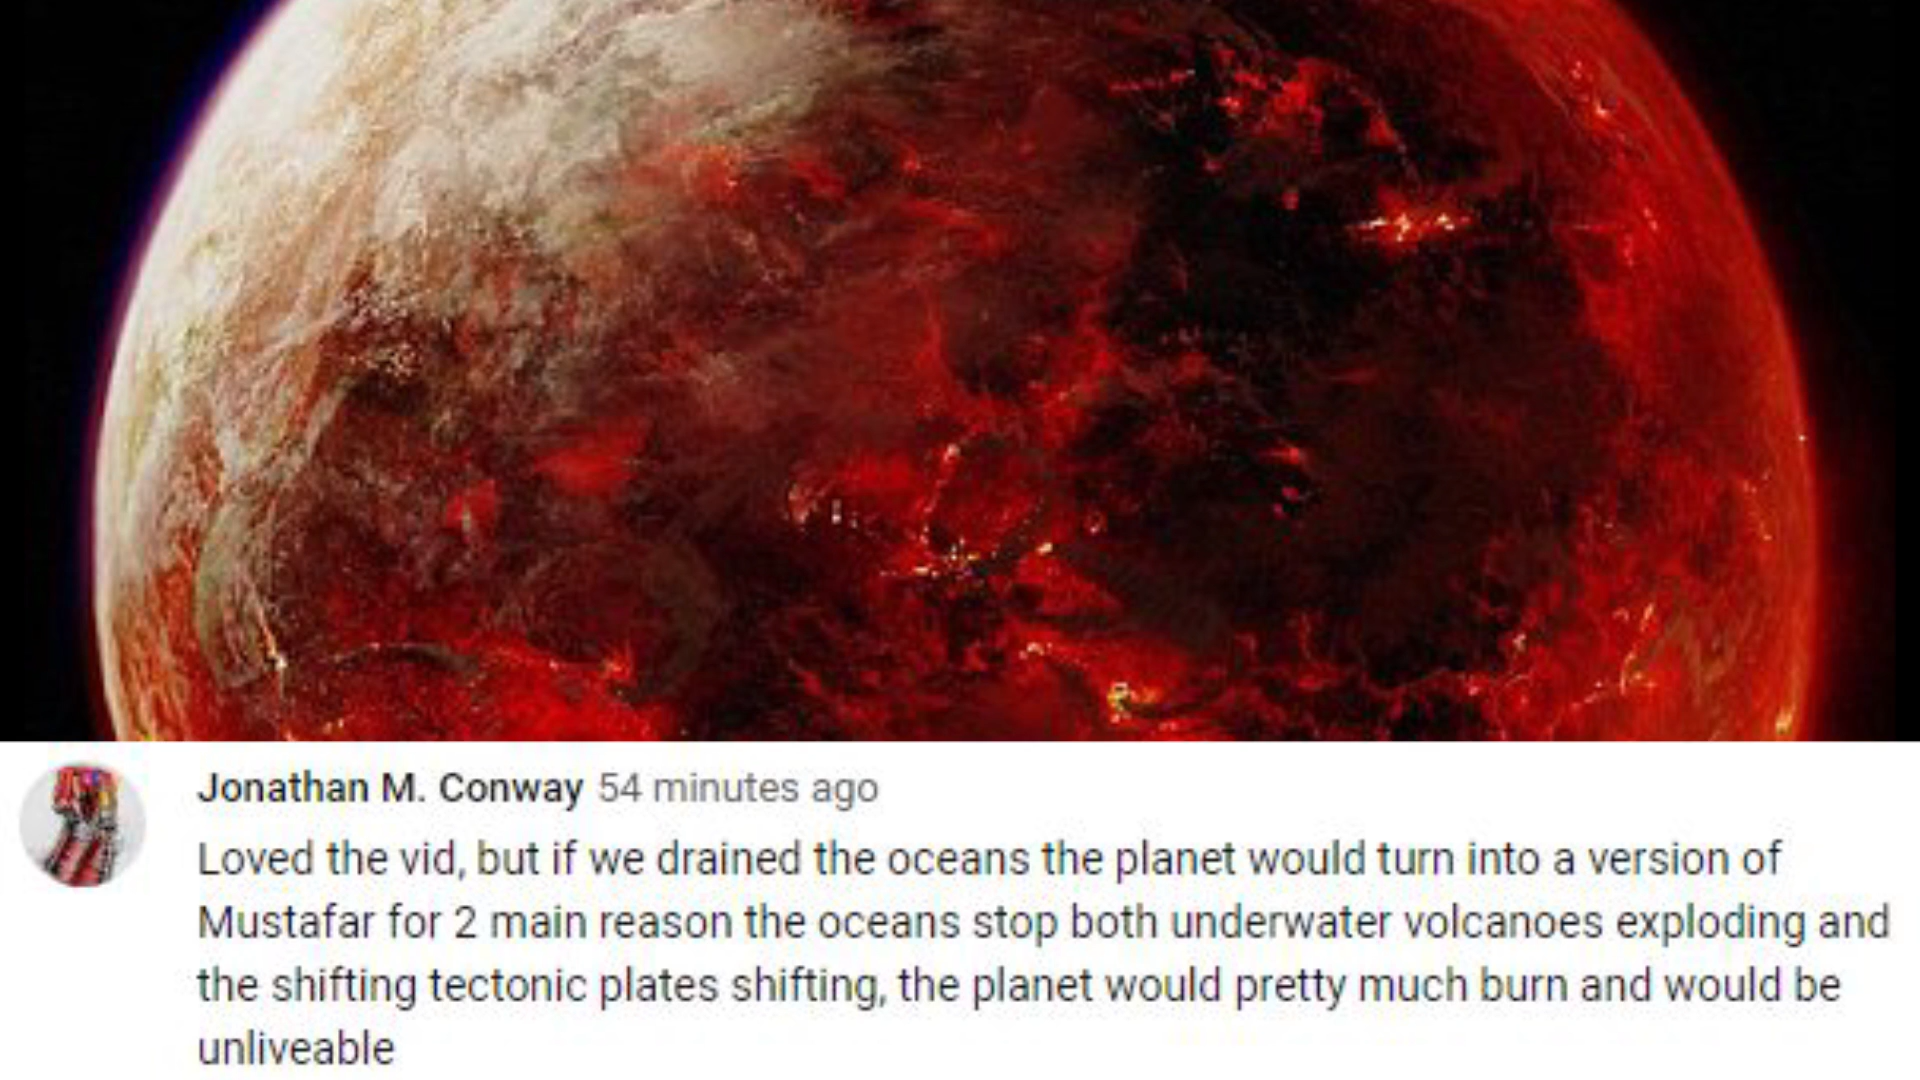 Jonathan M. Conway 54 minutes ago
Loved the vid, but if we drained the oceans the planet would turn into a version of
Mustafar for 2 main reason the oceans stop both underwater volcanoes exploding and
the shifting tectonic plates shifting, the planet would pretty much burn and would be
unliveable